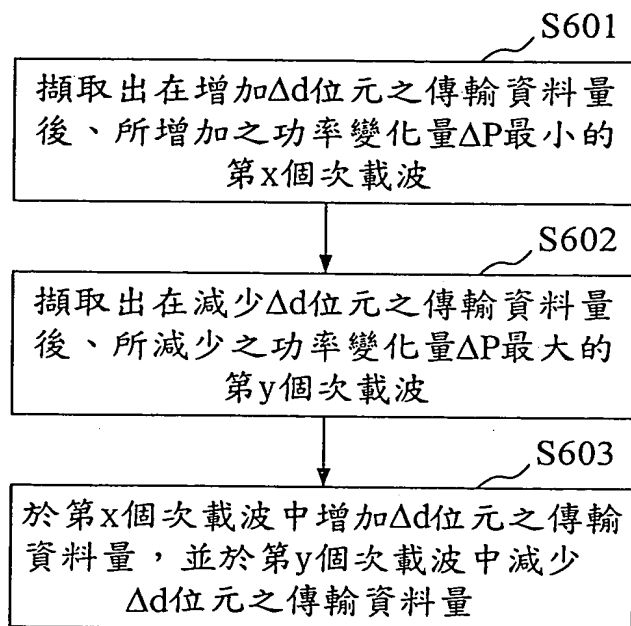 S601
擷取出在增加Δd位元之傳輸資料量
後、所增加之功率變化量ΔP最小的
第x個次載波
S602
擷取出在減少Δd位元之傳輸資料量
後、所減少之功率變化量ΔP最大的
第y個次載波
S603
於第x個次載波中增加Δd位元之傳輸
資料量，並於第y個次載波中減少
Δd位元之傳輸資料量